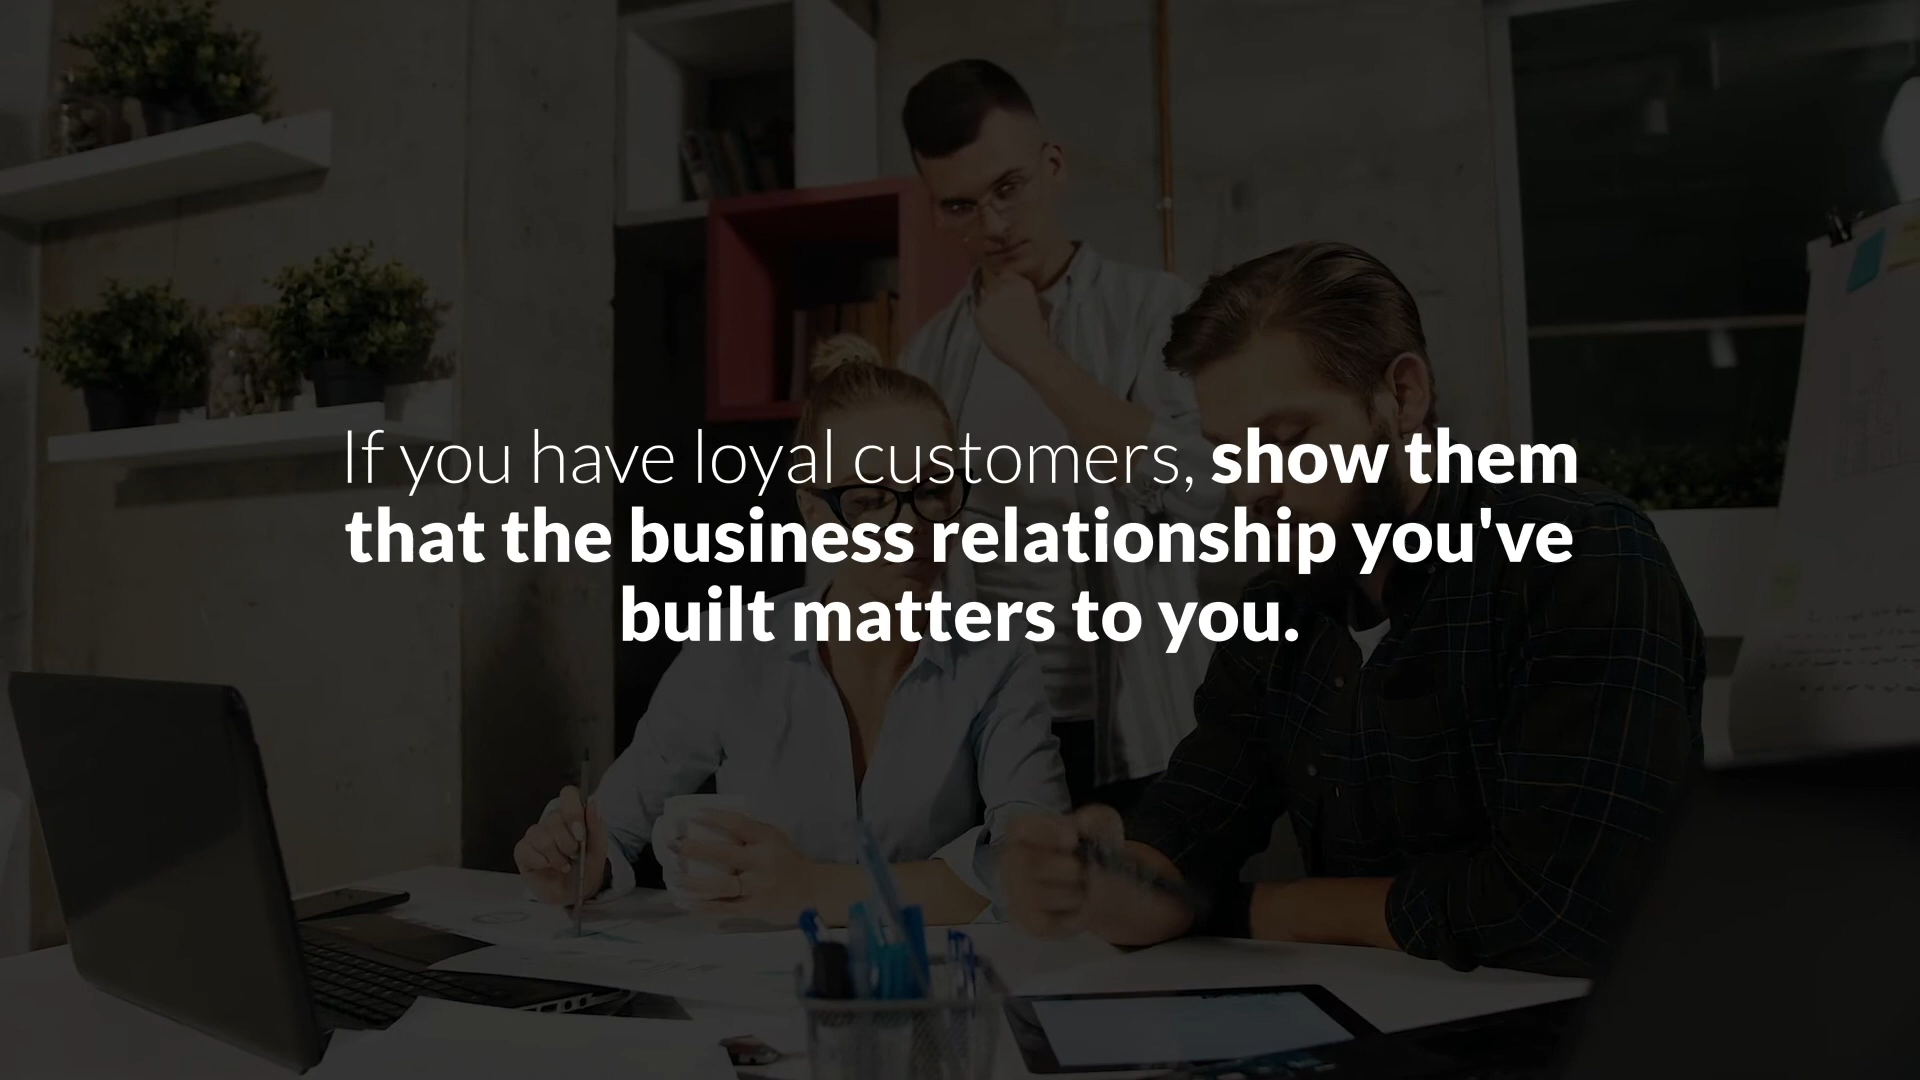 If you have loyal customers, show them
that the business relationship you've
built matters to you.